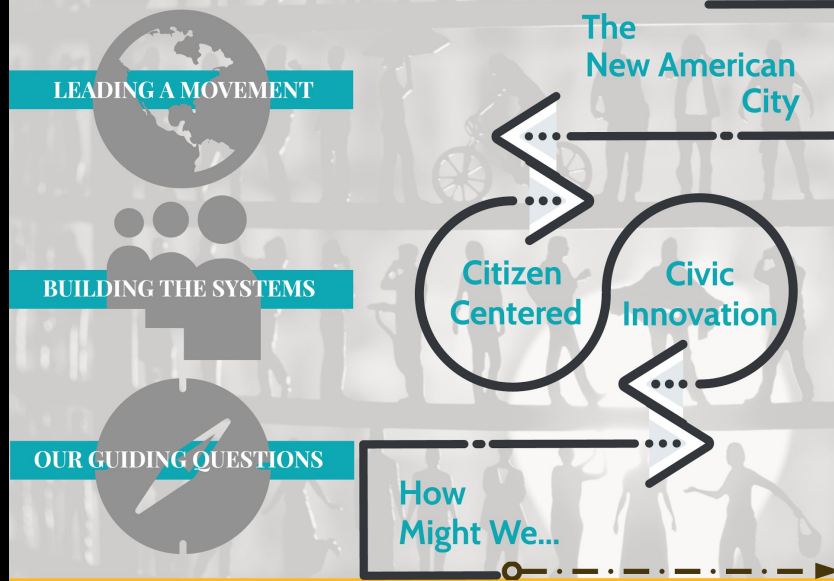 LEADING A MOVEMENT
BUILDING THE SYSTEMS
OUR GUIDING QUESTIONS
The
New American
City
Citizen
Centered
Civic
Innovation
How
Might We...